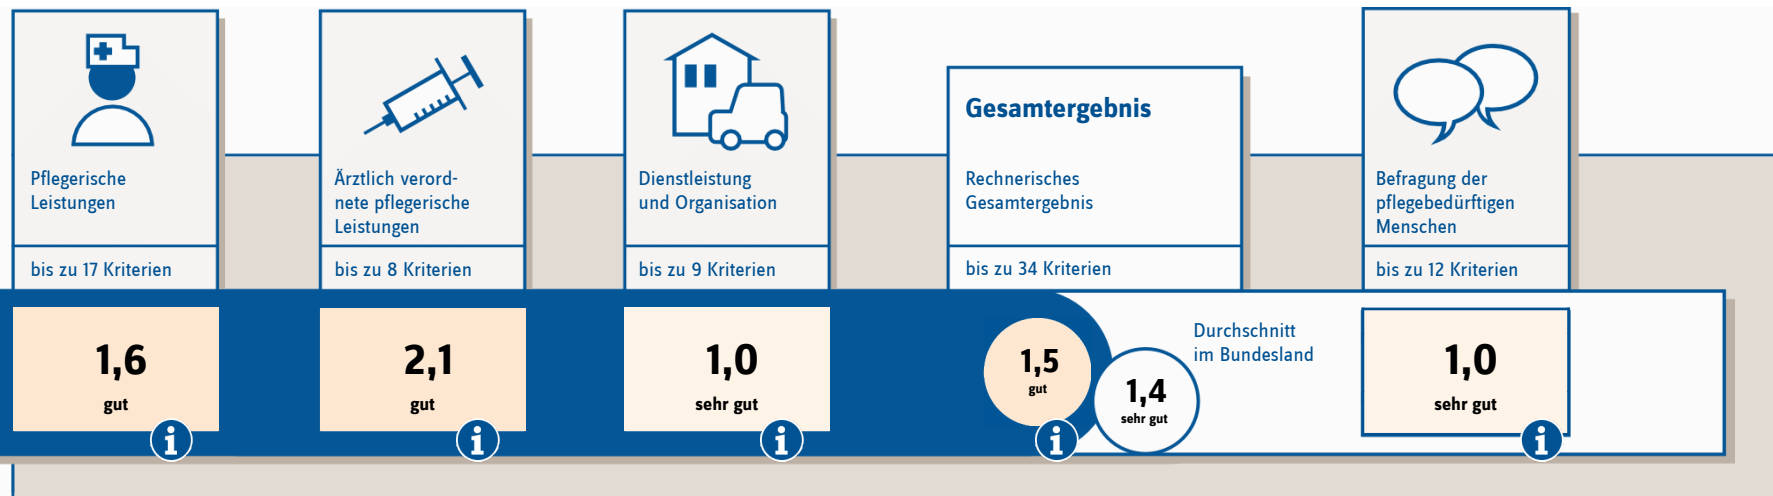 Pflegerische
Leistungen
bis zu 17 Kriterien
1,6
gut
i
Ärztlich verord-
nete pflegerische
Leistungen
bis zu 8 Kriterien
2,1
gut
i
Dienstleistung
und Organisation
bis zu 9 Kriterien
1,0
sehr gut
i
Gesamtergebnis
Rechnerisches
Gesamtergebnis
bis zu 34 Kriterien
1,5
gut
i
1,4
sehr gut
Durchschnitt
im Bundesland
Befragung der
pflegebedürftigen
Menschen
bis zu 12 Kriterien
1,0
sehr gut
i